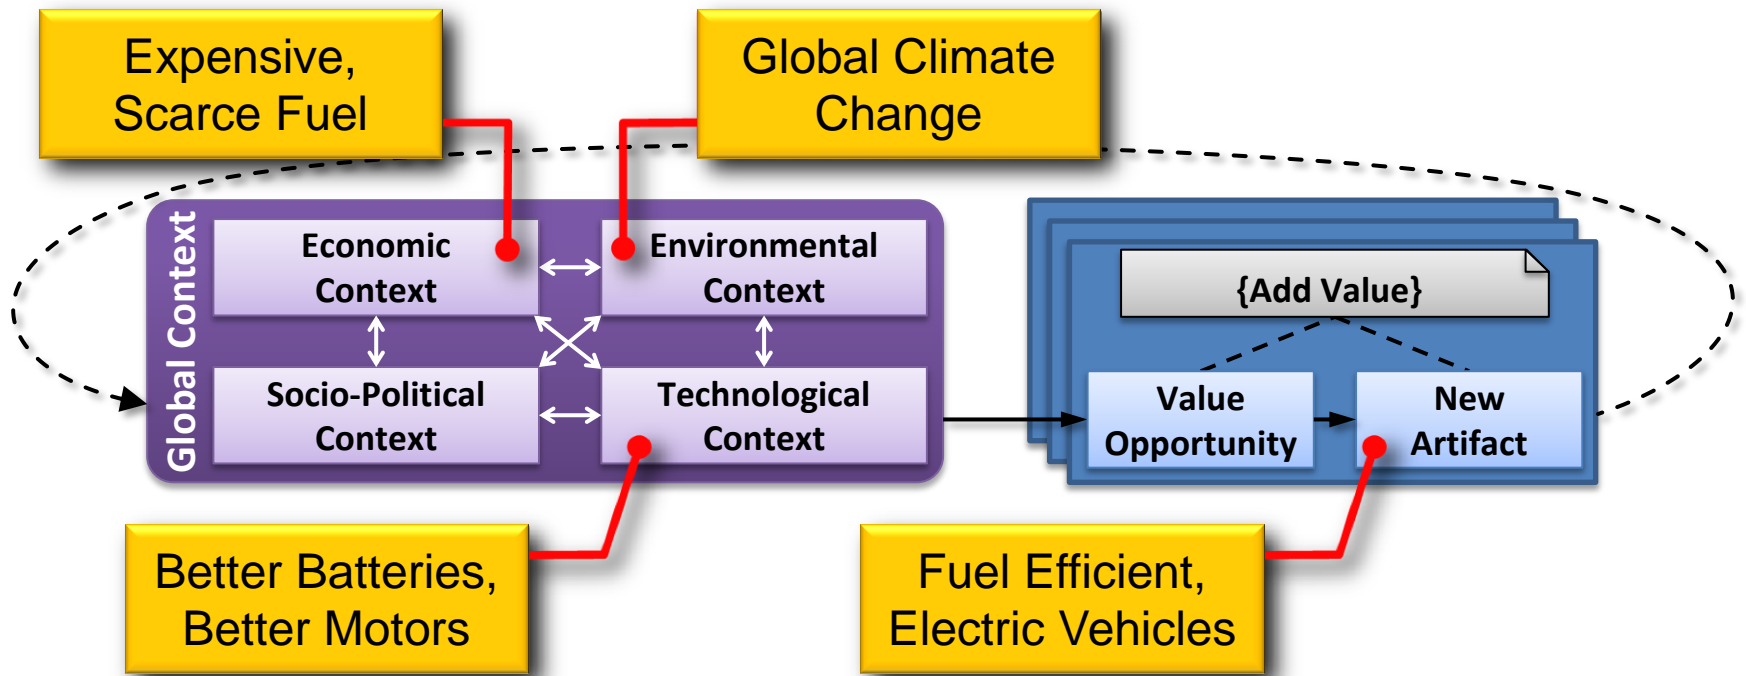 Expensive,
Scarce Fuel
Global Climate
Change
Global Context
Economic
Context
Environmental
Context
Socio-Political
Context
Technological
Context
{Add Value}
Value
Opportunity
New
Artifact
Better Batteries,
Better Motors
Fuel Efficient,
Electric Vehicles